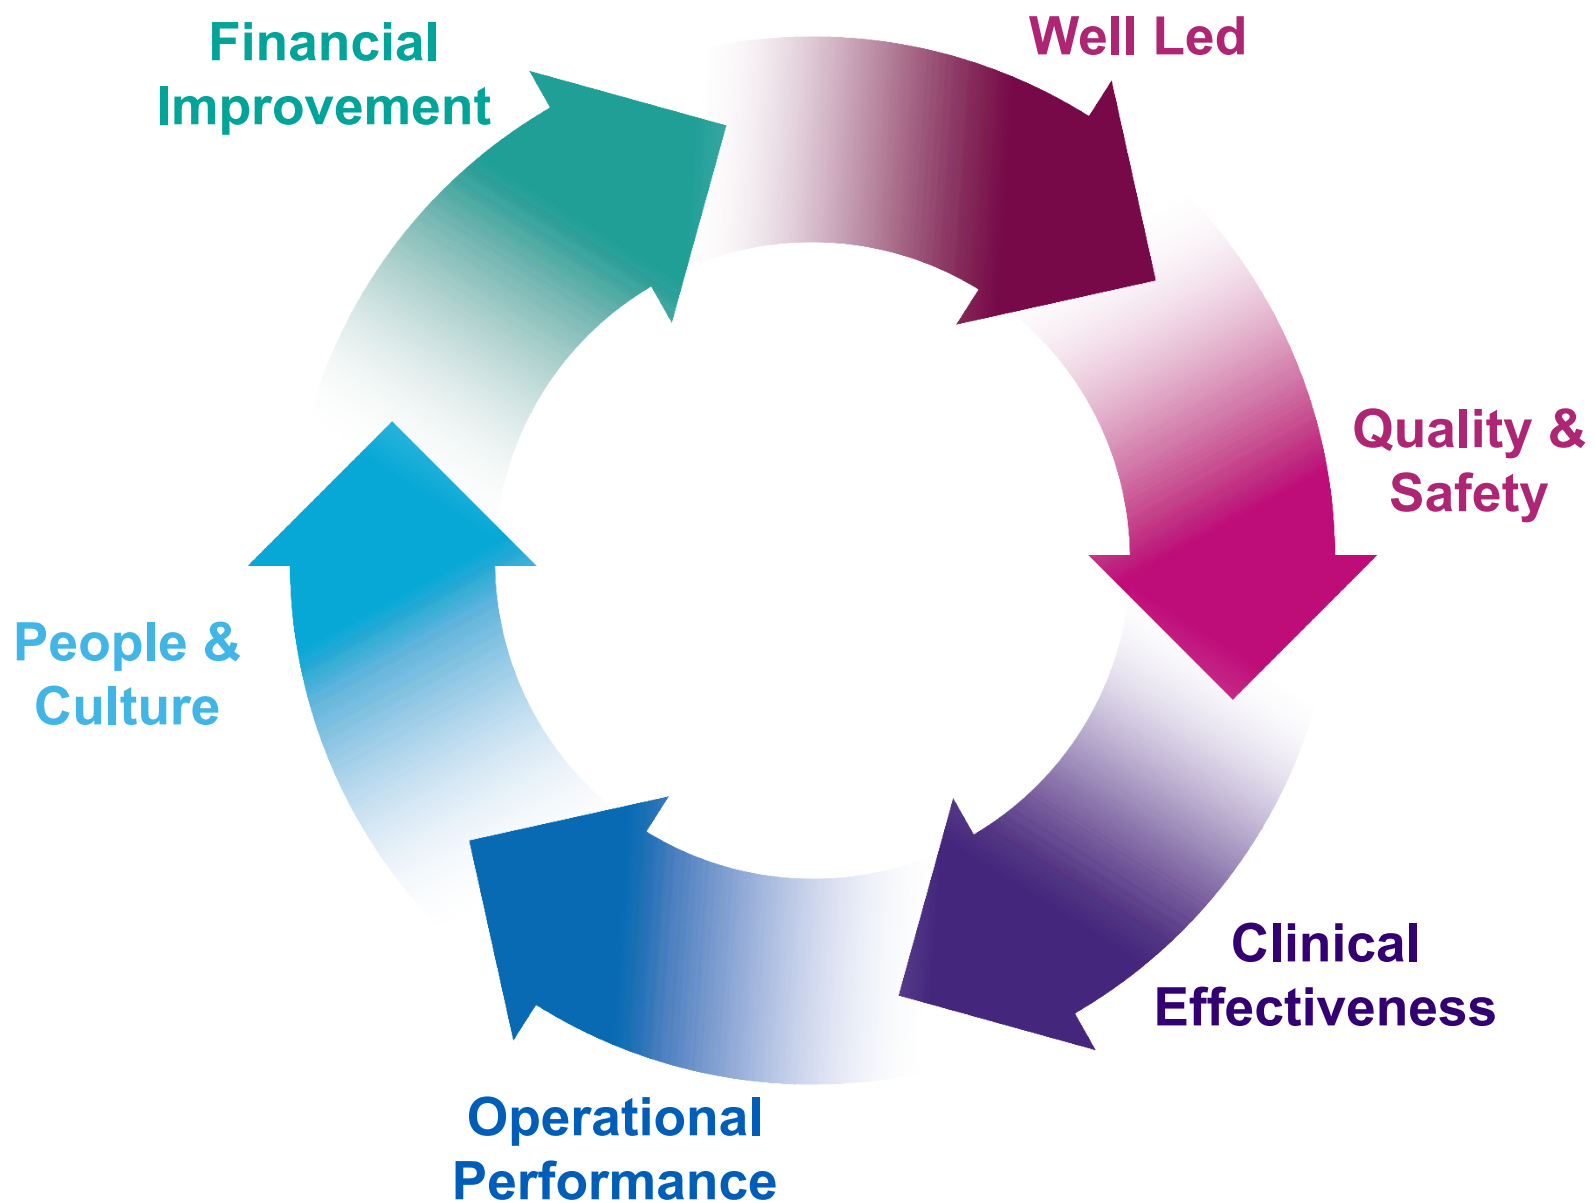 Financial
Improvement
Well Led
Quality &
Safety
Clinical
Effectiveness
Operational
Performance
People &
Culture